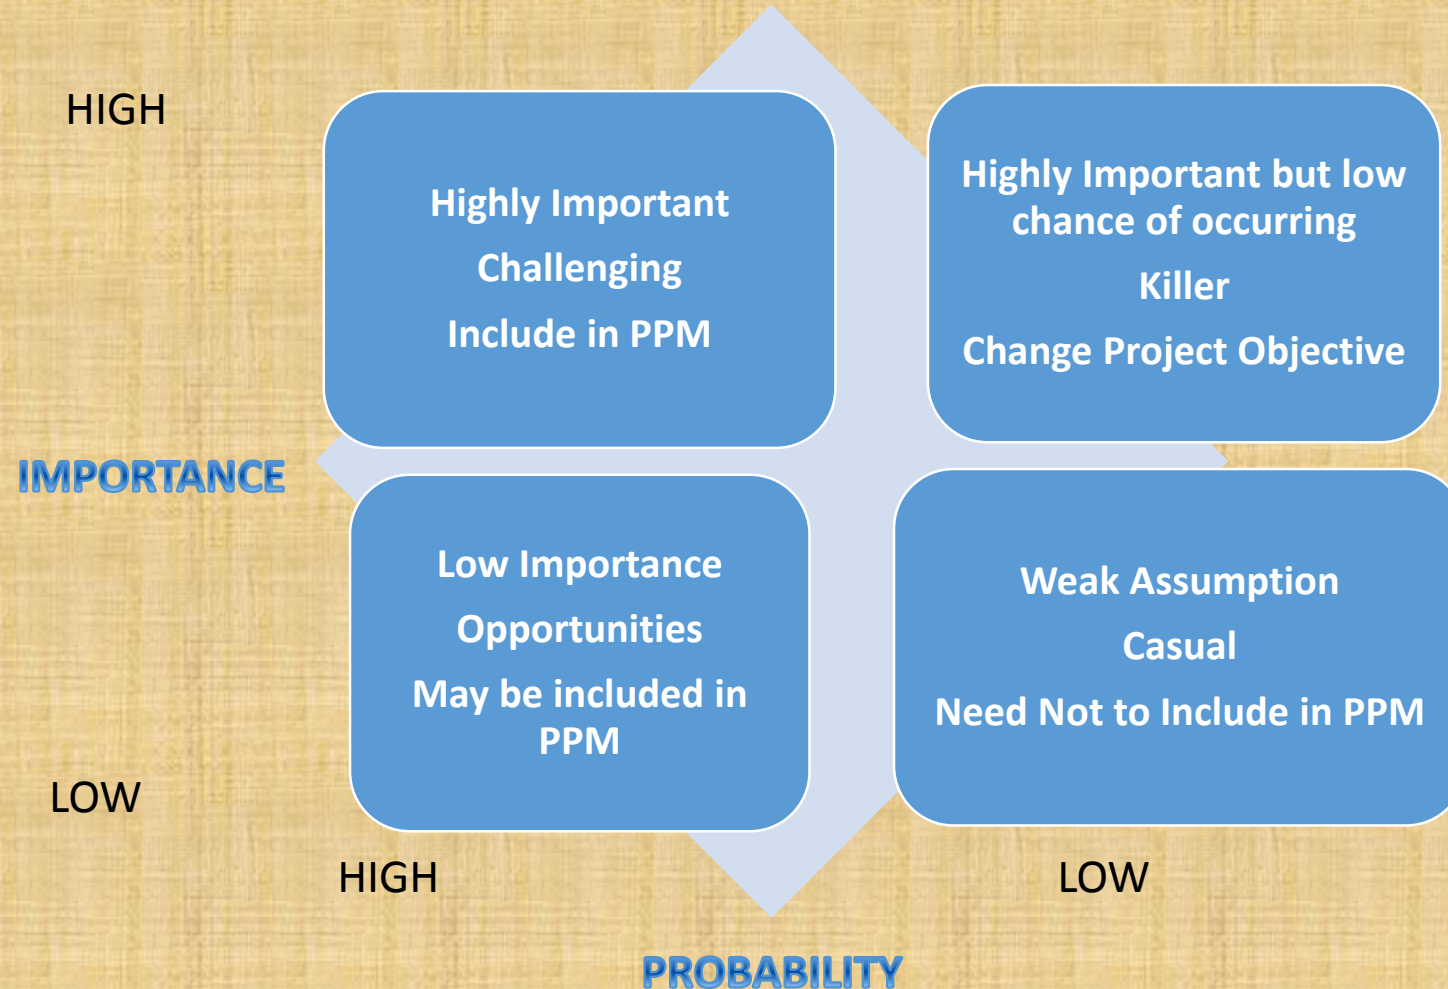 HIGH
Highly Important
Challenging
Include in PPM
Highly Important but low
chance of occurring
Killer
Change Project Objective
IMPORTANCE
Low Importance
Opportunities
May be included in
PPM
Weak Assumption
Casual
Need Not to Include in PPM
LOW
HIGH
LOW
PROBABILITY